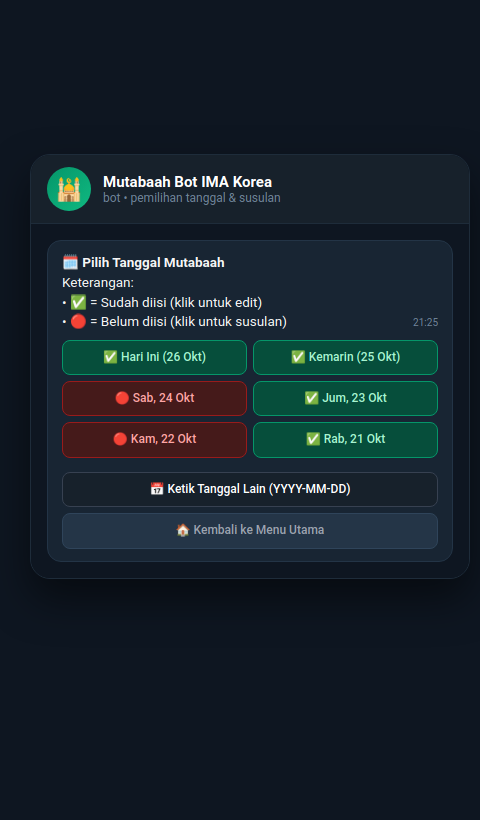 Mutabaah Bot IMA Korea
bot • pemilihan tanggal & susulan
🗓️ Pilih Tanggal Mutabaah
Keterangan:
• ✅ = Sudah diisi (klik untuk edit)
• 🔴 = Belum diisi (klik untuk susulan)
21:25
✅ Hari Ini (26 Okt)
✅ Kemarin (25 Okt)
🔴 Sab, 24 Okt
✅ Jum, 23 Okt
🔴 Kam, 22 Okt
✅ Rab, 21 Okt
📅 Ketik Tanggal Lain (YYYY-MM-DD)
🏠 Kembali ke Menu Utama